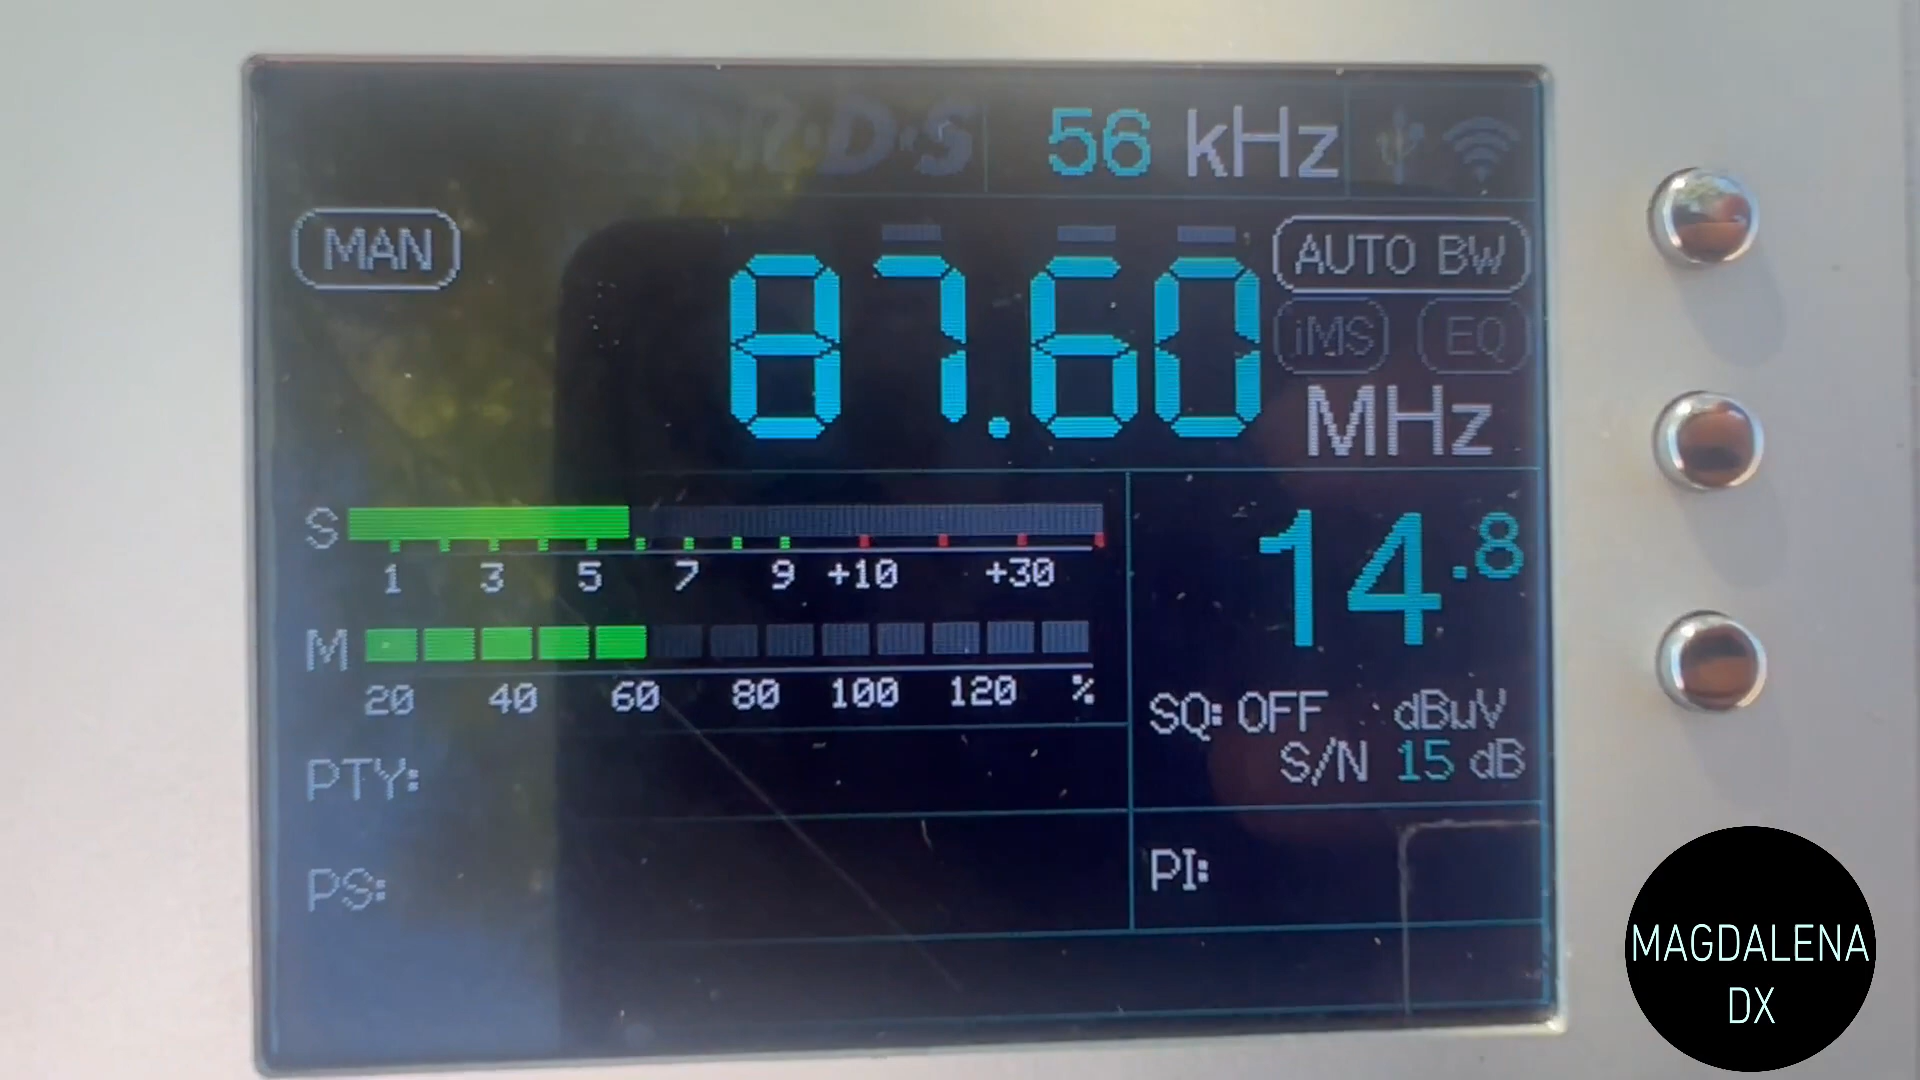 R·D·S 56 kHz
MAN
87.60
AUTO BW
iMS EQ
MHz
S
1 3 5 7 9 +10 +30
14.8
M
20 40 60 80 100 120 %
SQ: OFF dBuV
S/N 15 dB
PTY:
PS:
PI:
MAGDALENA
DX